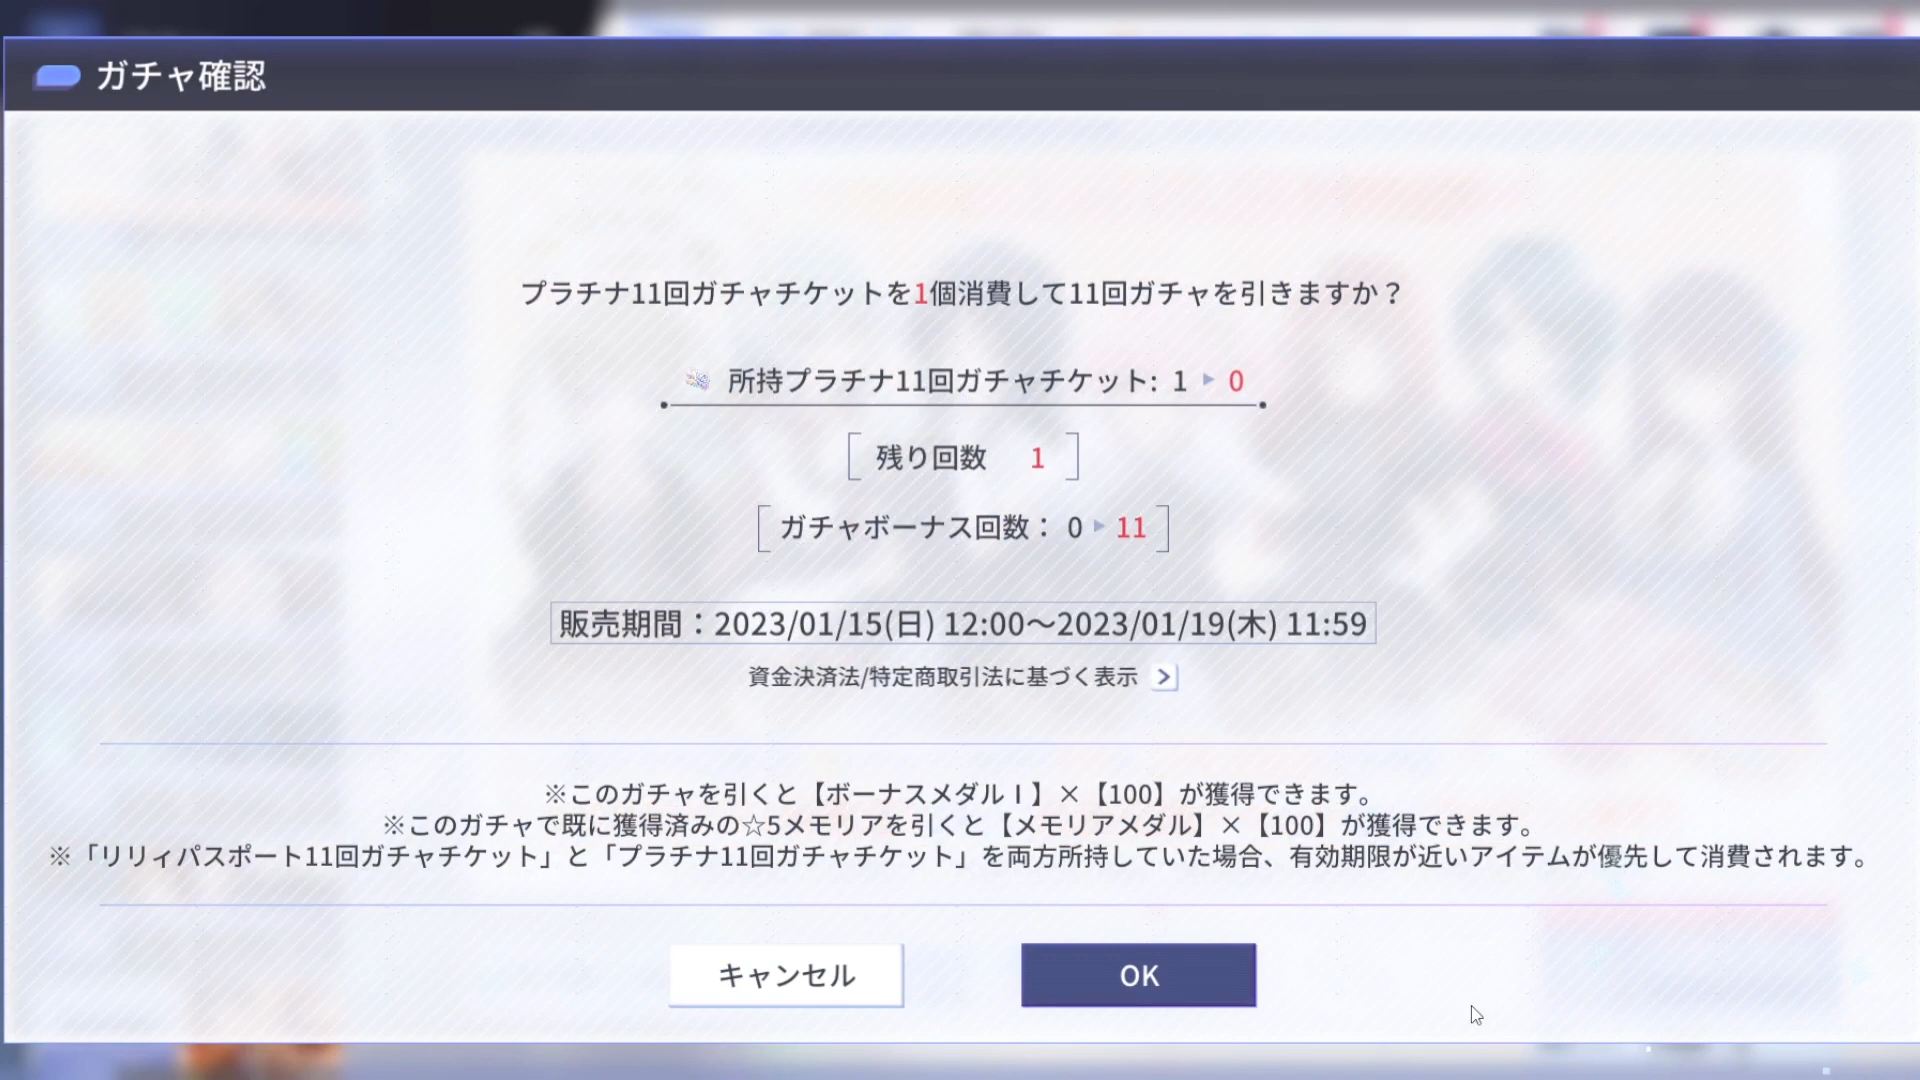 ガチャ確認
プラチナ11回ガチャチケットを1個消費して11回ガチャを引きますか？
所持プラチナ11回ガチャチケット: 1 ▶ 0
残り回数 1
ガチャボーナス回数： 0 ▶ 11
販売期間：2023/01/15(日) 12:00〜2023/01/19(木) 11:59
資金決済法/特定商取引法に基づく表示
※このガチャを引くと【ボーナスメダルⅠ】×【100】が獲得できます。
※このガチャで既に獲得済みの☆5メモリアを引くと【メモリアメダル】×【100】が獲得できます。
※「リリィパスポート11回ガチャチケット」と「プラチナ11回ガチャチケット」を両方所持していた場合、有効期限が近いアイテムが優先して消費されます。
キャンセル
OK